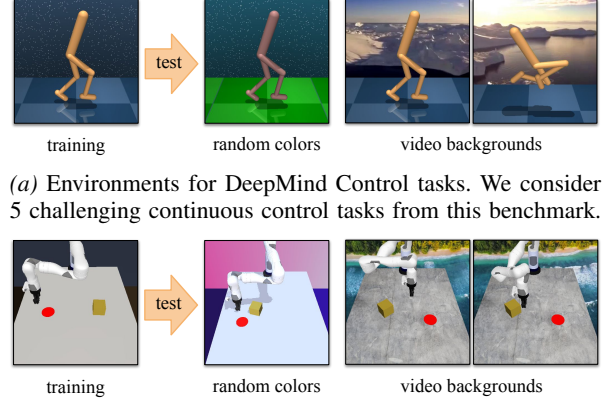 test
training random colors video backgrounds
(a) Environments for DeepMind Control tasks. We consider
5 challenging continuous control tasks from this benchmark.
test
training random colors video backgrounds